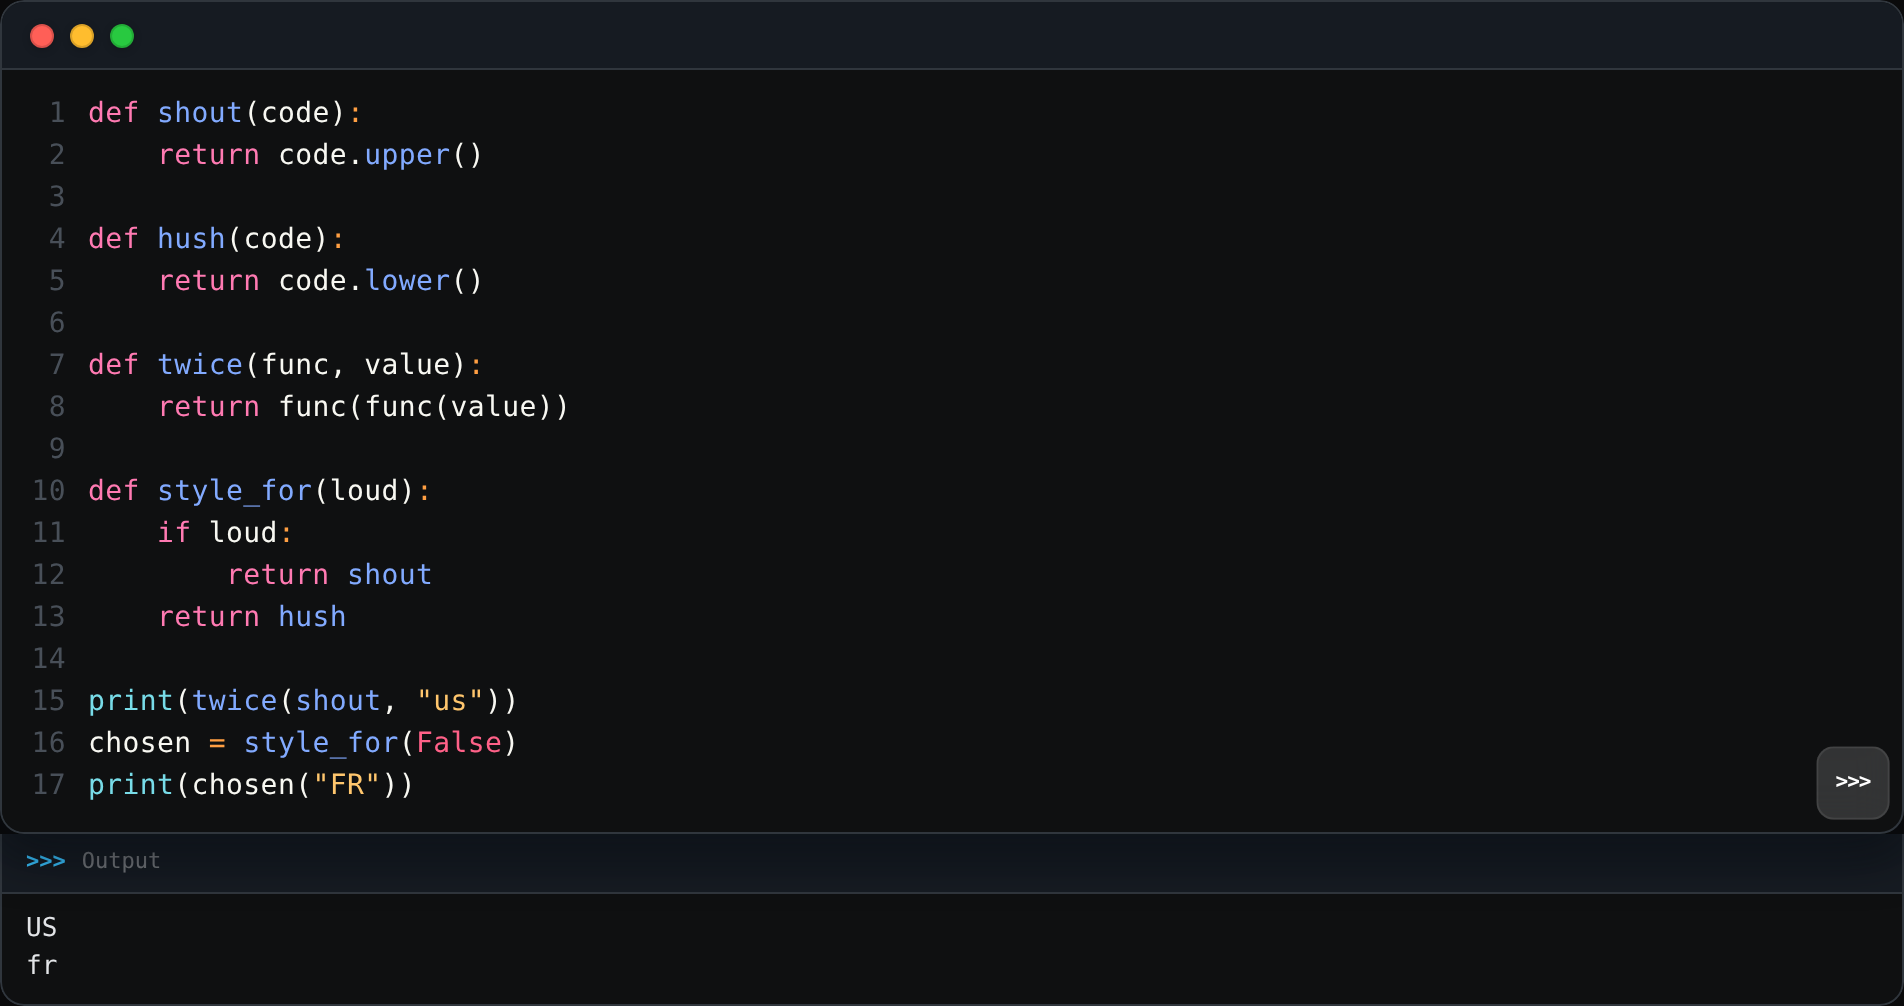 1 def shout(code):
2     return code.upper()
3
4 def hush(code):
5     return code.lower()
6
7 def twice(func, value):
8     return func(func(value))
9
10 def style_for(loud):
11     if loud:
12         return shout
13     return hush
14
15 print(twice(shout, "us"))
16 chosen = style_for(False)
17 print(chosen("FR"))
>>>
>>> Output
US
fr